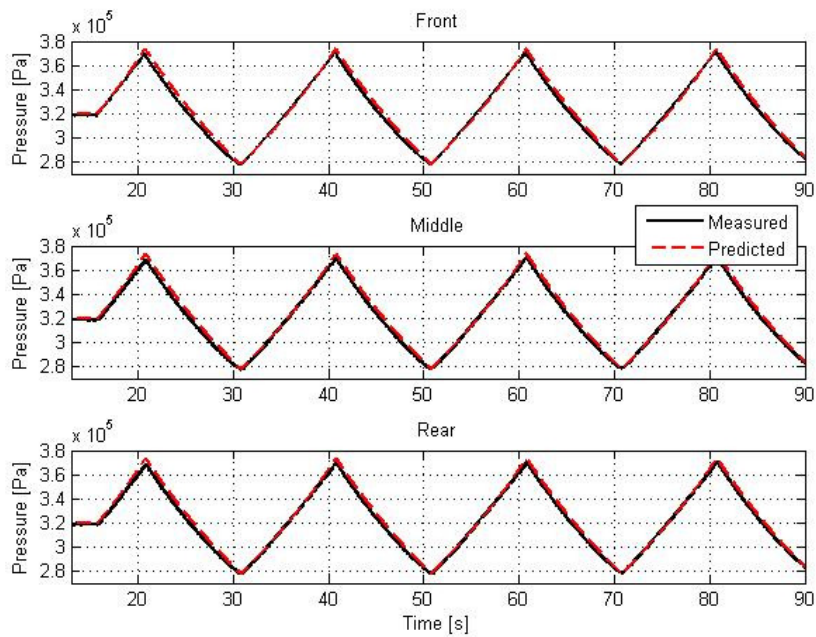 Front
x 10^5
Pressure [Pa]
3.8
3.6
3.4
3.2
3
2.8
20 30 40 50 60 70 80 90
Middle
x 10^5
Pressure [Pa]
3.8
3.6
3.4
3.2
3
2.8
20 30 40 50 60 70 80 90
Measured
Predicted
Rear
x 10^5
Pressure [Pa]
3.8
3.6
3.4
3.2
3
2.8
20 30 40 50 60 70 80 90
Time [s]